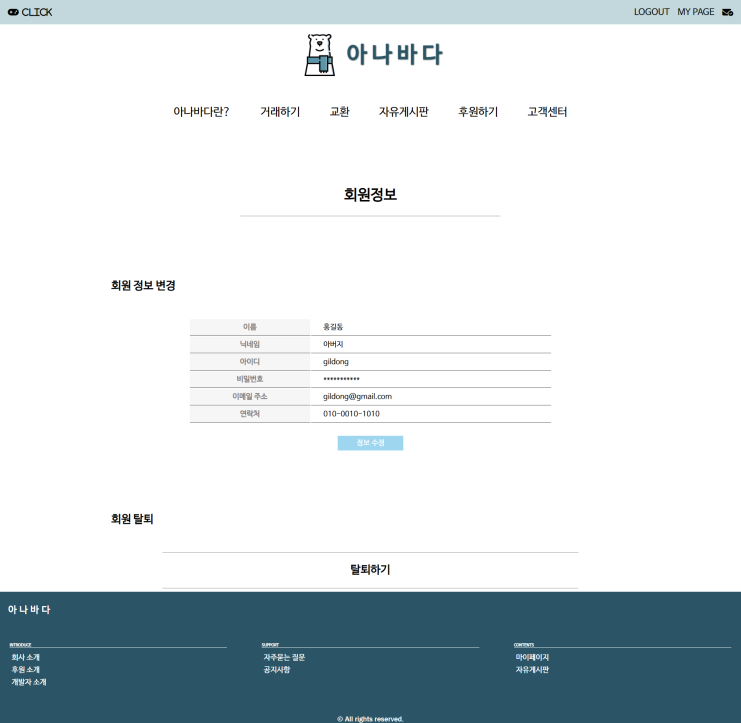 CLICK
LOGOUT MY PAGE
아나바다
아나바다란? 거래하기 교환 자유게시판 후원하기 고객센터
회원정보
회원 정보 변경
이름 홍길동
닉네임 아버지
아이디 gildong
비밀번호 ***********
이메일 주소 gildong@gmail.com
연락처 010-0010-1010
정보 수정
회원 탈퇴
탈퇴하기
아 나 바 다
INTRODUCE SUPPORT CONTENTS
회사 소개 자주묻는 질문 마이페이지
후원 소개 공지사항 자유게시판
개발자 소개
© All rights reserved.